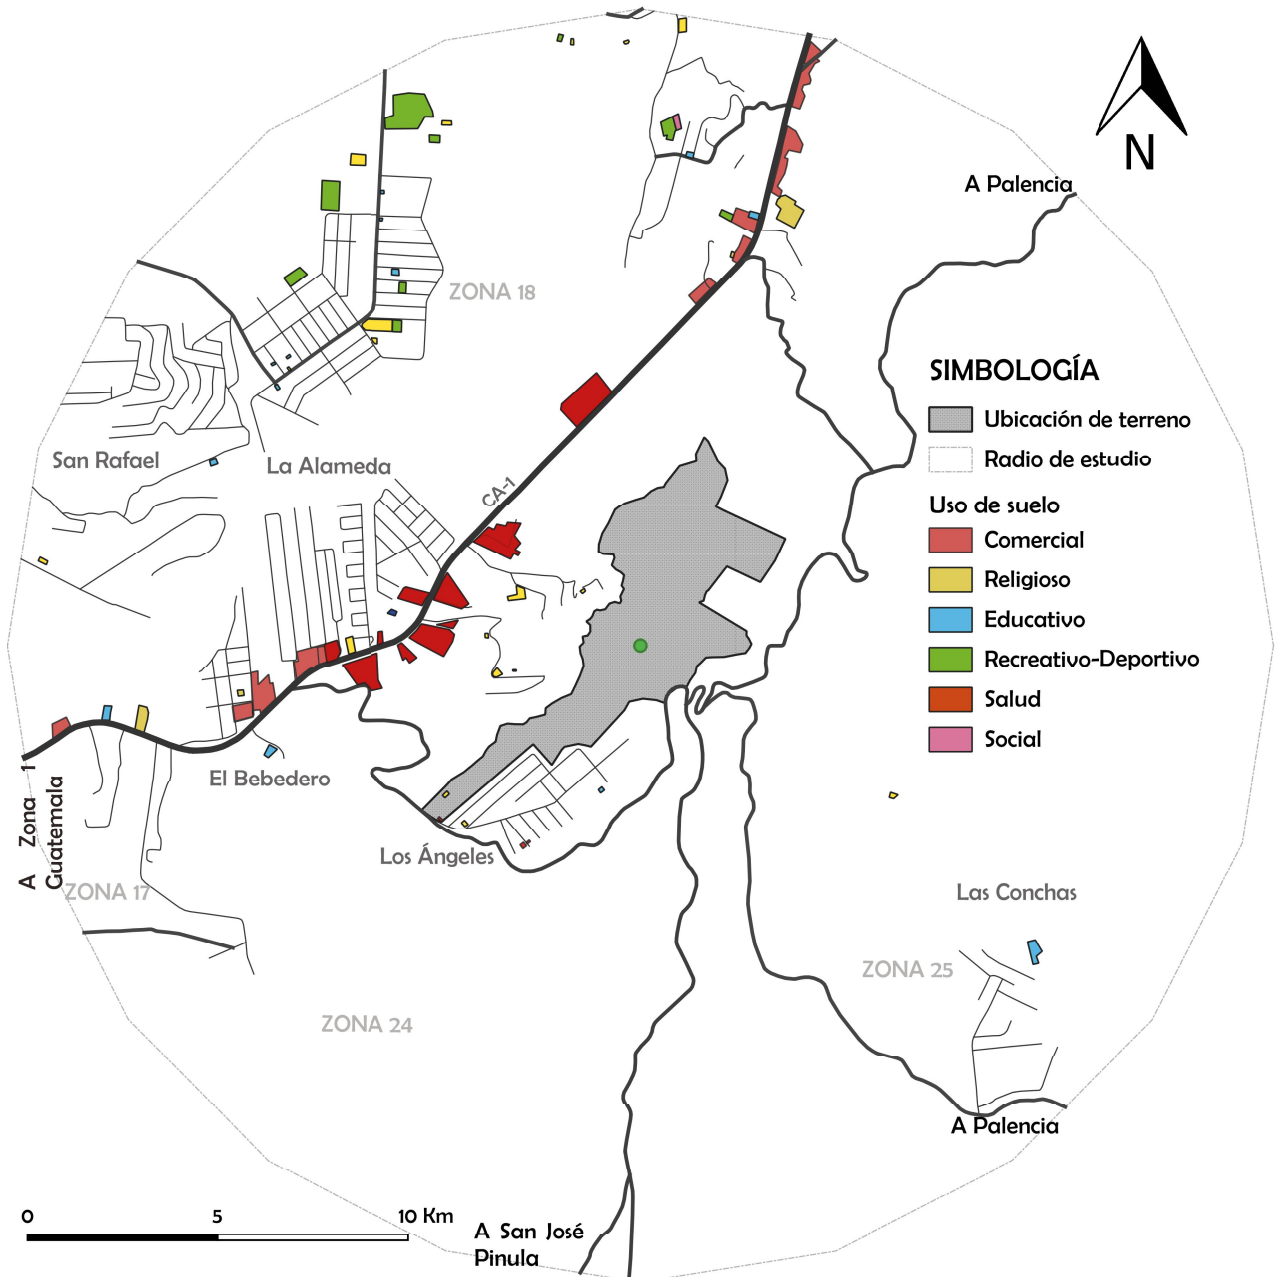 N
A Palencia
ZONA 18
SIMBOLOGÍA
Ubicación de terreno
Radio de estudio
Uso de suelo
Comercial
Religioso
Educativo
Recreativo-Deportivo
Salud
Social
San Rafael
La Alameda
CA-1
El Bebedero
A Zona 1
Guatemala
Los Ángeles
ZONA 17
Las Conchas
ZONA 25
ZONA 24
A Palencia
0 5 10 Km
A San José
Pinula